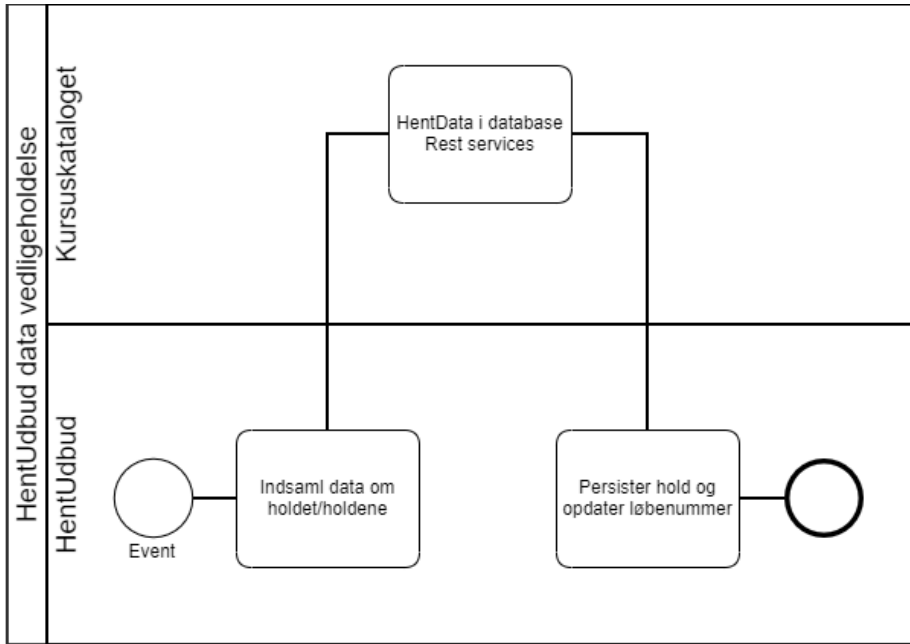 HentUdbud data vedligeholdelse
Kursuskataloget
HentData i database
Rest services
HentUdbud
Event
Indsaml data om
holdet/holdene
Persister hold og
opdater løbenummer